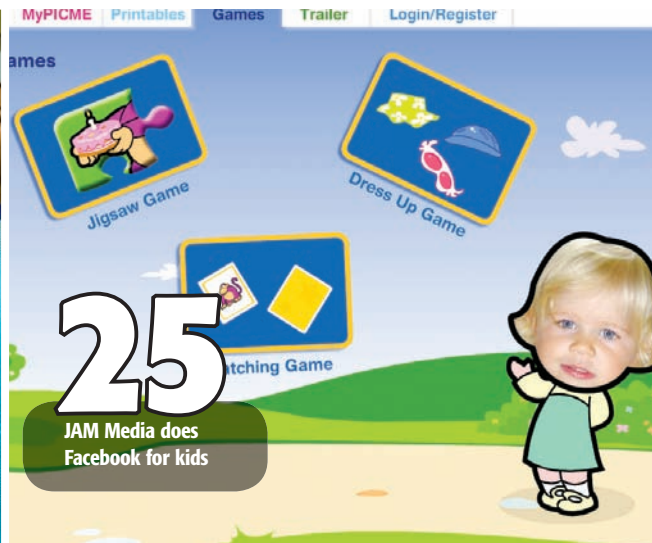 MyPICME Printables Games Trailer Login/Register
ames
Jigsaw Game
Dress Up Game
atching Game
25
JAM Media does
Facebook for kids